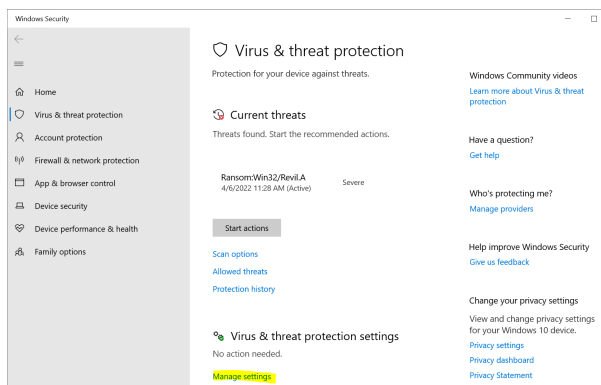 Windows Security
Home
Virus & threat protection
Account protection
Firewall & network protection
App & browser control
Device security
Device performance & health
Family options
Virus & threat protection
Protection for your device against threats.
Current threats
Threats found. Start the recommended actions.
Ransom:Win32/Revil.A
4/6/2022 11:28 AM (Active)
Severe
Start actions
Scan options
Allowed threats
Protection history
Virus & threat protection settings
No action needed.
Manage settings
Windows Community videos
Learn more about Virus & threat
protection
Have a question?
Get help
Who's protecting me?
Manage providers
Help improve Windows Security
Give us feedback
Change your privacy settings
View and change privacy settings
for your Windows 10 device.
Privacy settings
Privacy dashboard
Privacy Statement